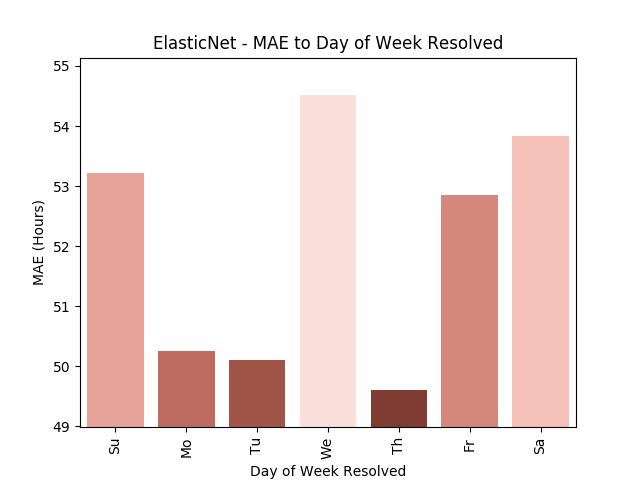 ElasticNet - MAE to Day of Week Resolved
55
54
53
52
51
50
49
MAE (Hours)
Su
Mo
Tu
We
Th
Fr
Sa
Day of Week Resolved